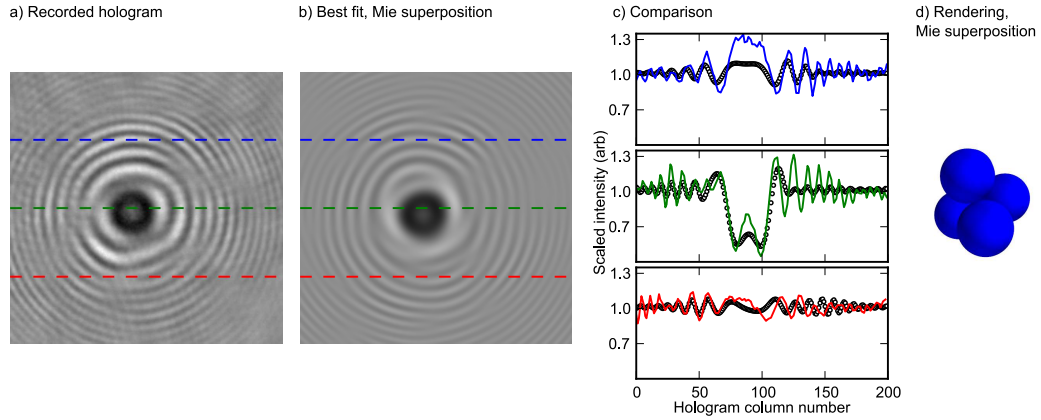 a) Recorded hologram
b) Best fit, Mie superposition
c) Comparison
d) Rendering,
Mie superposition
Scaled intensity (arb)
1.3
1.0
0.7
1.3
1.0
0.7
1.3
1.0
0.7
0
50
100
150
200
Hologram column number